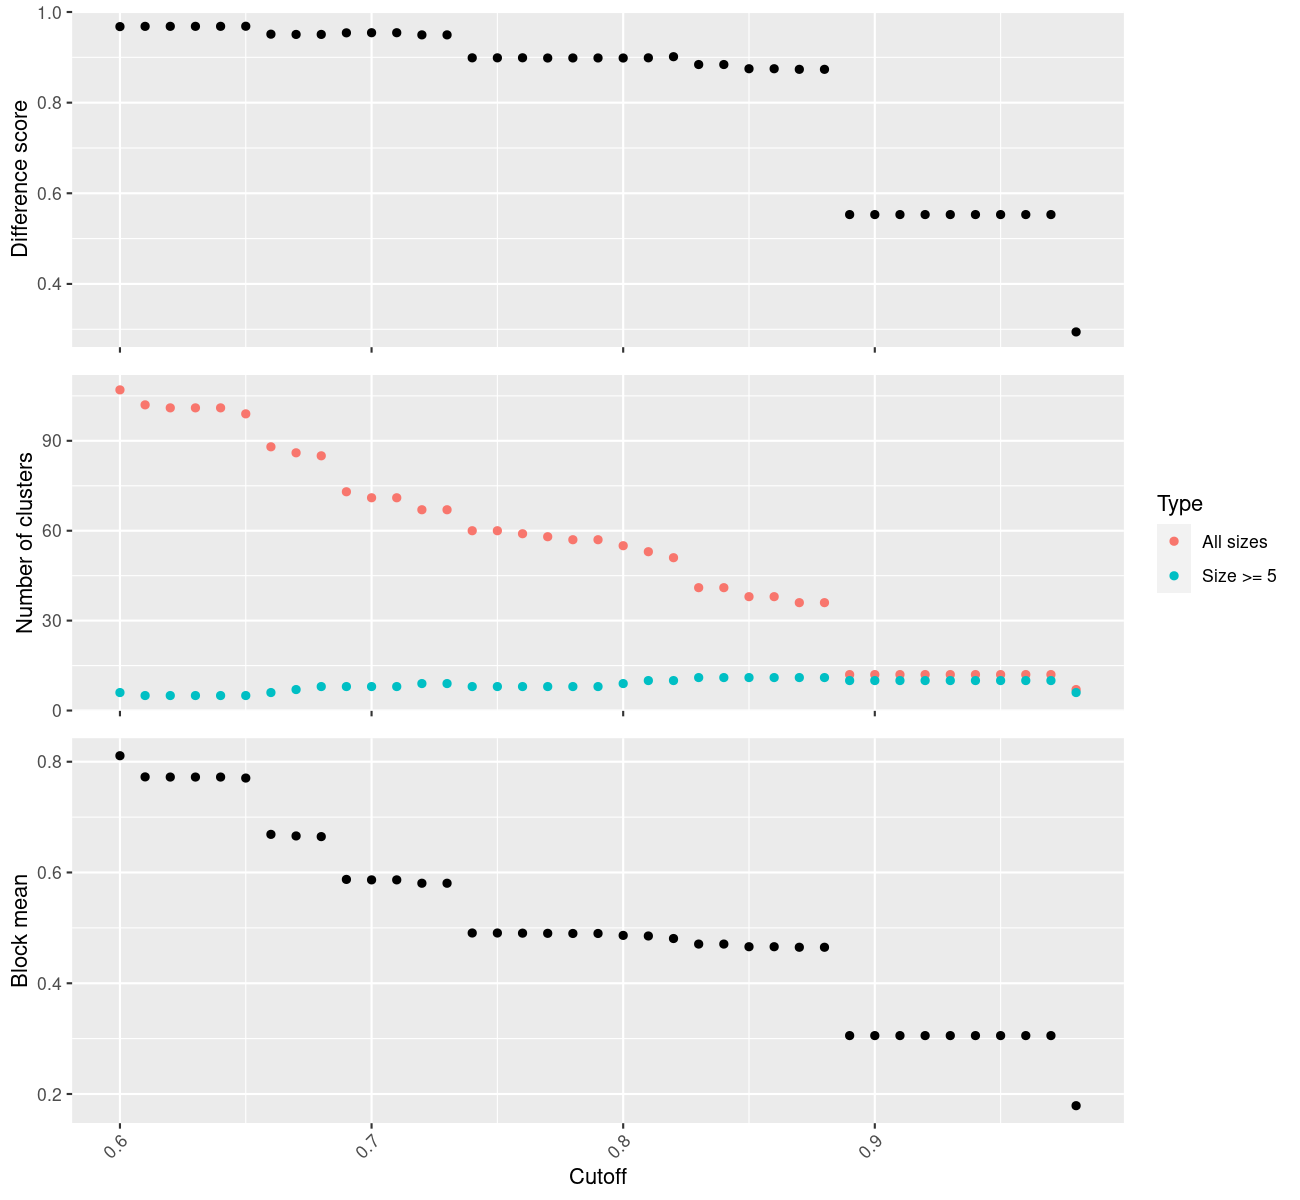 Difference score
1.0
0.8
0.6
0.4
Number of clusters
90
60
30
0
Type
All sizes
Size >= 5
Block mean
0.8
0.6
0.4
0.2
0.6
0.7
0.8
0.9
Cutoff